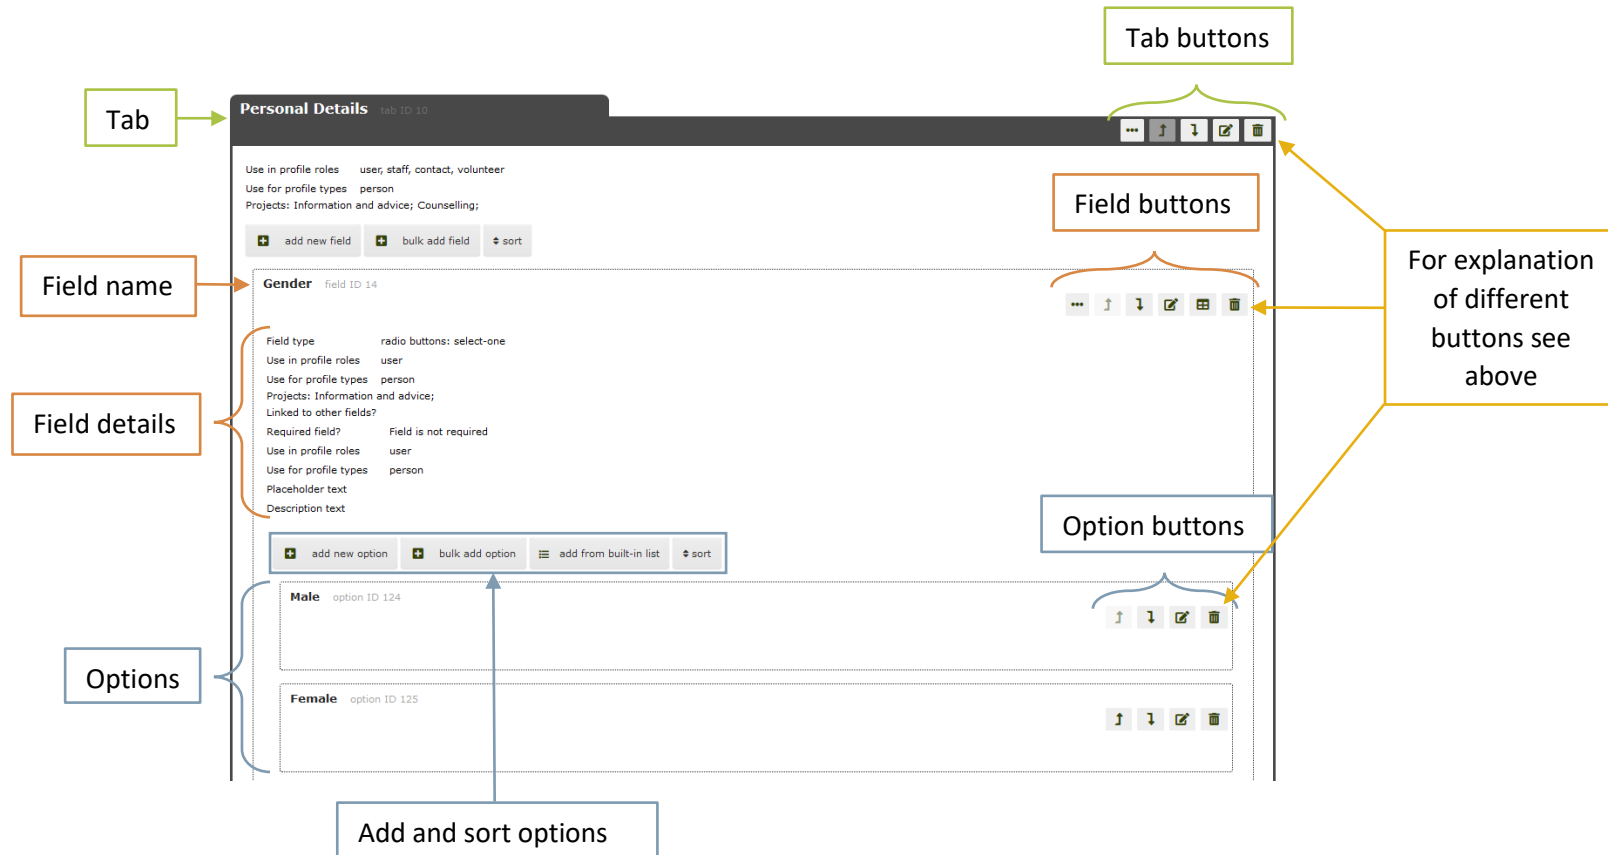 Tab buttons
Tab
Personal Details tab ID 10
Use in profile roles user, staff, contact, volunteer
Use for profile types person
Projects: Information and advice; Counselling;
Field buttons
add new field bulk add field sort
For explanation
of different
buttons see
above
Field name
Gender field ID 14
Field details
Field type radio buttons: select-one
Use in profile roles user
Use for profile types person
Projects: Information and advice;
Linked to other fields?
Required field? Field is not required
Use in profile roles user
Use for profile types person
Placeholder text
Description text
Option buttons
add new option bulk add option add from built-in list sort
Options
Male option ID 124
Female option ID 125
Add and sort options